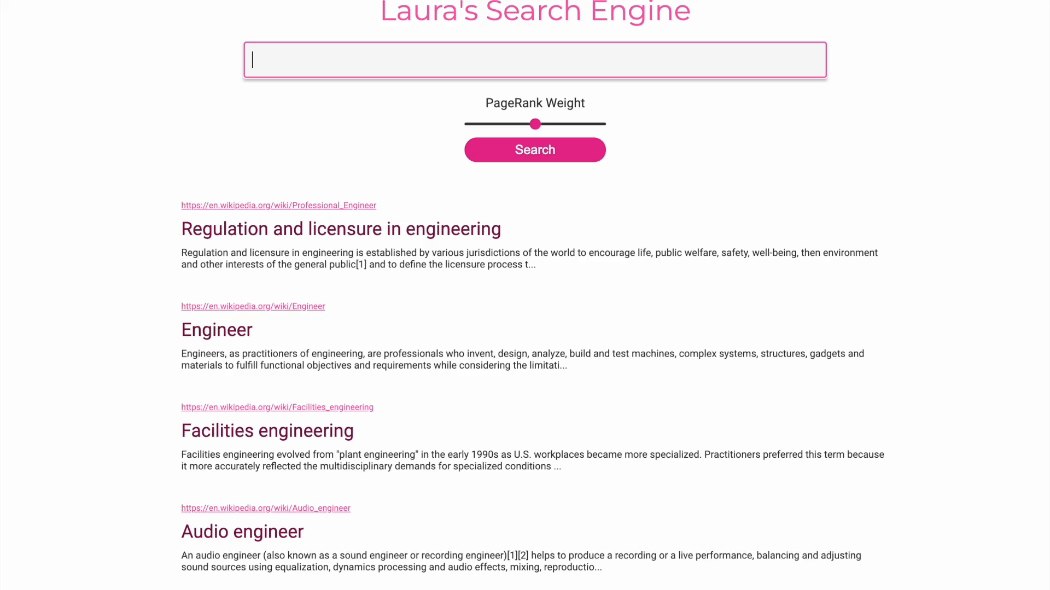 Laura's Search Engine
PageRank Weight
Search
https://en.wikipedia.org/wiki/Professional_Engineer
Regulation and licensure in engineering
Regulation and licensure in engineering is established by various jurisdictions of the world to encourage life, public welfare, safety, well-being, then environment
and other interests of the general public[1] and to define the licensure process t...
https://en.wikipedia.org/wiki/Engineer
Engineer
Engineers, as practitioners of engineering, are professionals who invent, design, analyze, build and test machines, complex systems, structures, gadgets and
materials to fulfill functional objectives and requirements while considering the limitati...
https://en.wikipedia.org/wiki/Facilities_engineering
Facilities engineering
Facilities engineering evolved from "plant engineering" in the early 1990s as U.S. workplaces became more specialized. Practitioners preferred this term because
it more accurately reflected the multidisciplinary demands for specialized conditions ...
https://en.wikipedia.org/wiki/Audio_engineer
Audio engineer
An audio engineer (also known as a sound engineer or recording engineer)[1][2] helps to produce a recording or a live performance, balancing and adjusting
sound sources using equalization, dynamics processing and audio effects, mixing, reproductio...